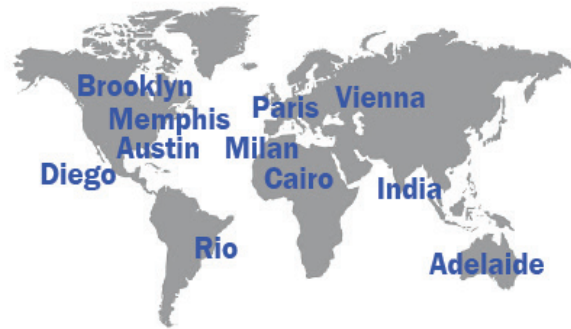 Brooklyn
Vienna
Paris
Memphis
Austin
Milan
Diego
Cairo
India
Rio
Adelaide